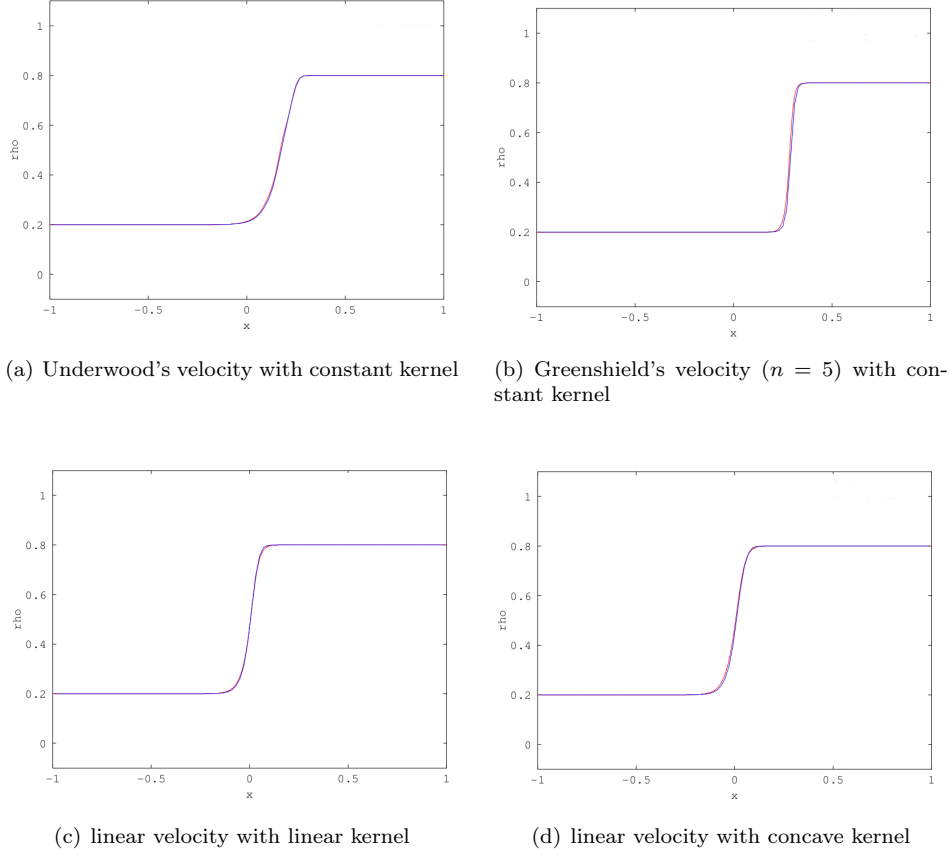 1
0.8
0.6
0.4
0.2
0
rho
-1 -0.5 0 0.5 1
x
(a) Underwood's velocity with constant kernel
1
0.8
0.6
0.4
0.2
0
rho
-1 -0.5 0 0.5 1
x
(b) Greenshield's velocity (n = 5) with con-
stant kernel
1
0.8
0.6
0.4
0.2
0
rho
-1 -0.5 0 0.5 1
x
(c) linear velocity with linear kernel
1
0.8
0.6
0.4
0.2
0
rho
-1 -0.5 0 0.5 1
x
(d) linear velocity with concave kernel